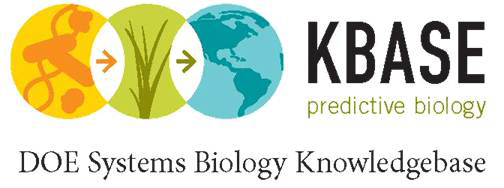 KBASE
predictive biology
DOE Systems Biology Knowledgebase